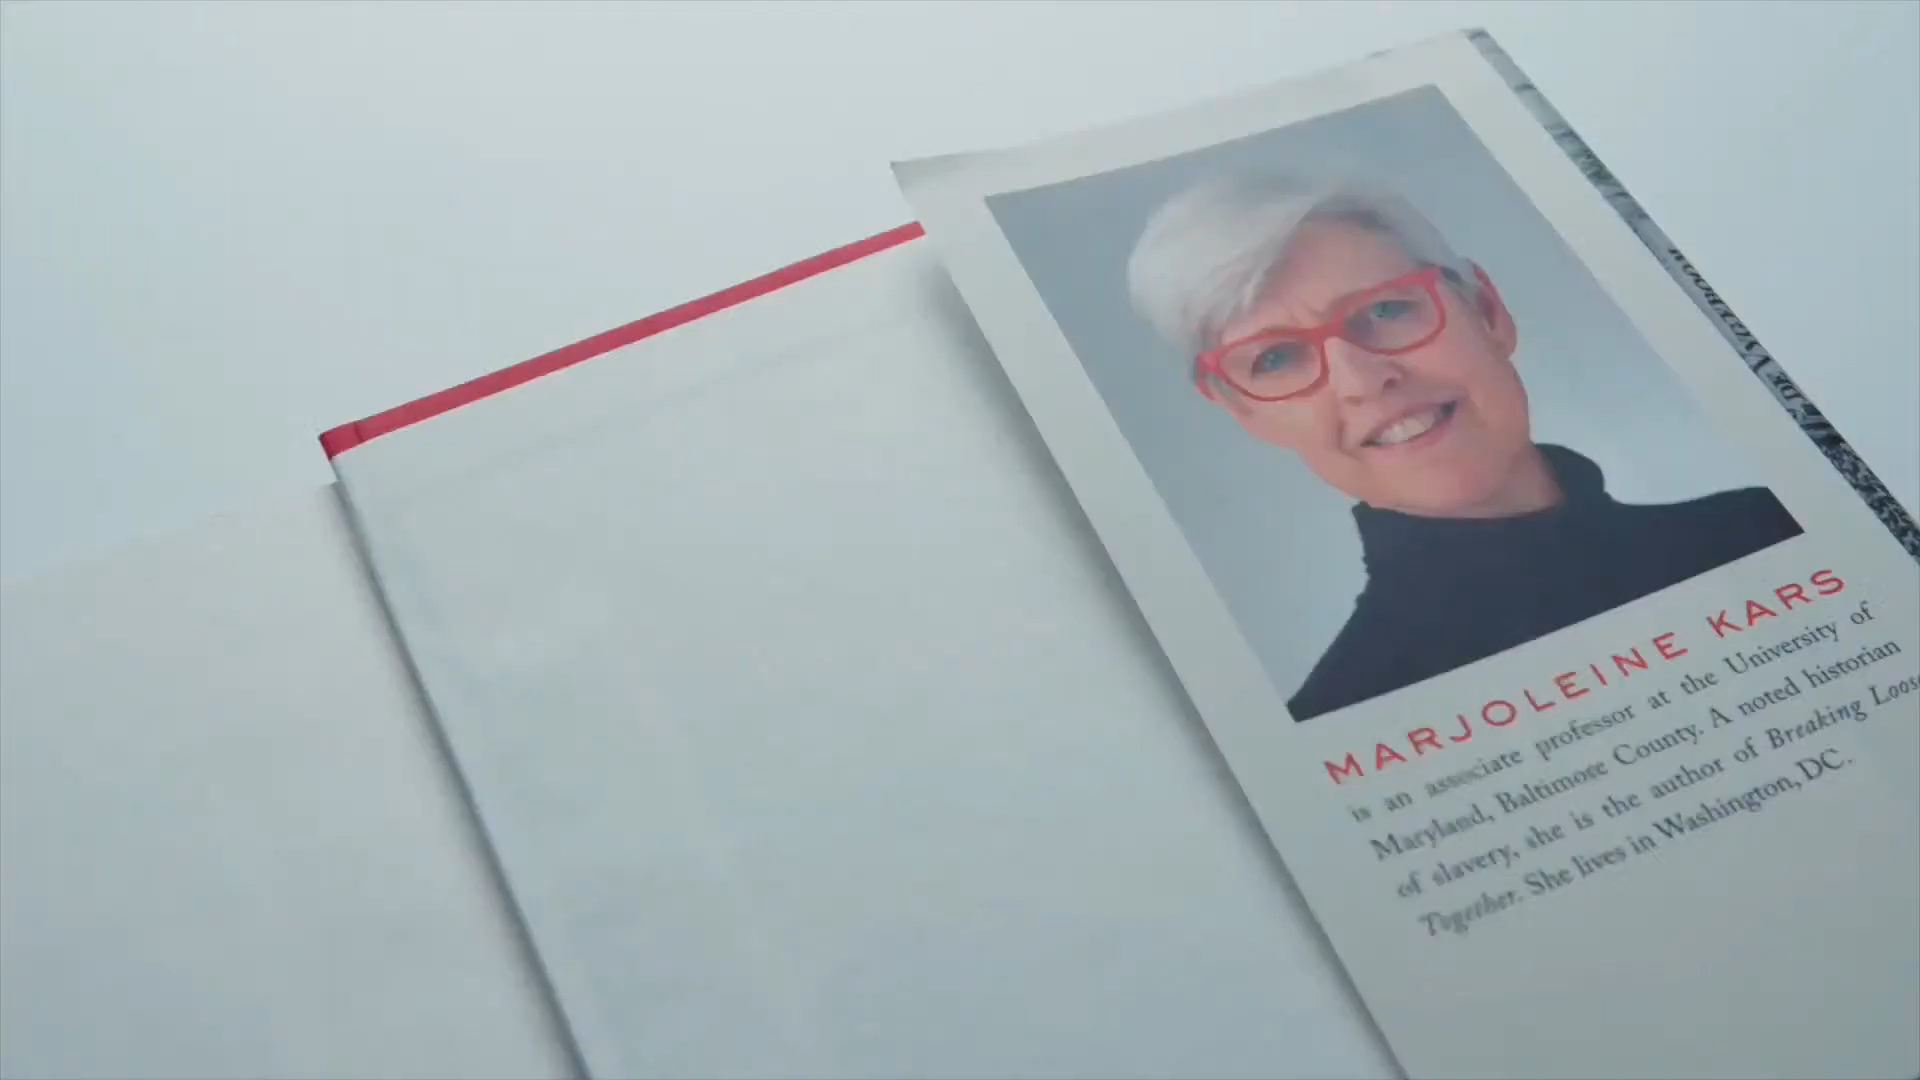 MARJOLEINE KARS
is an associate professor at the University of
Maryland, Baltimore County. A noted historian
of slavery, she is the author of Breaking Loose
Together. She lives in Washington, DC.
DE